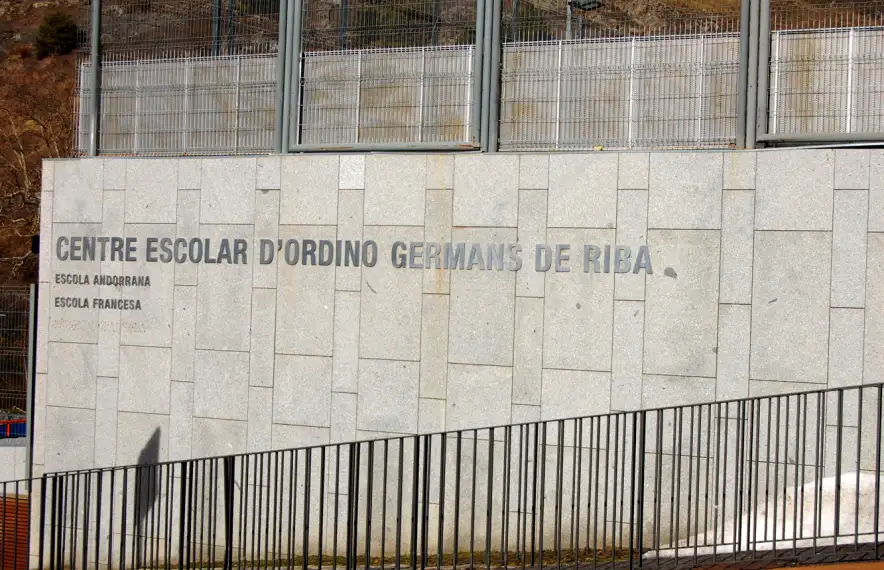 CENTRE ESCOLAR D'ORDINO GERMANS DE RIBA
ESCOLA ANDORRANA
ESCOLA FRANCESA